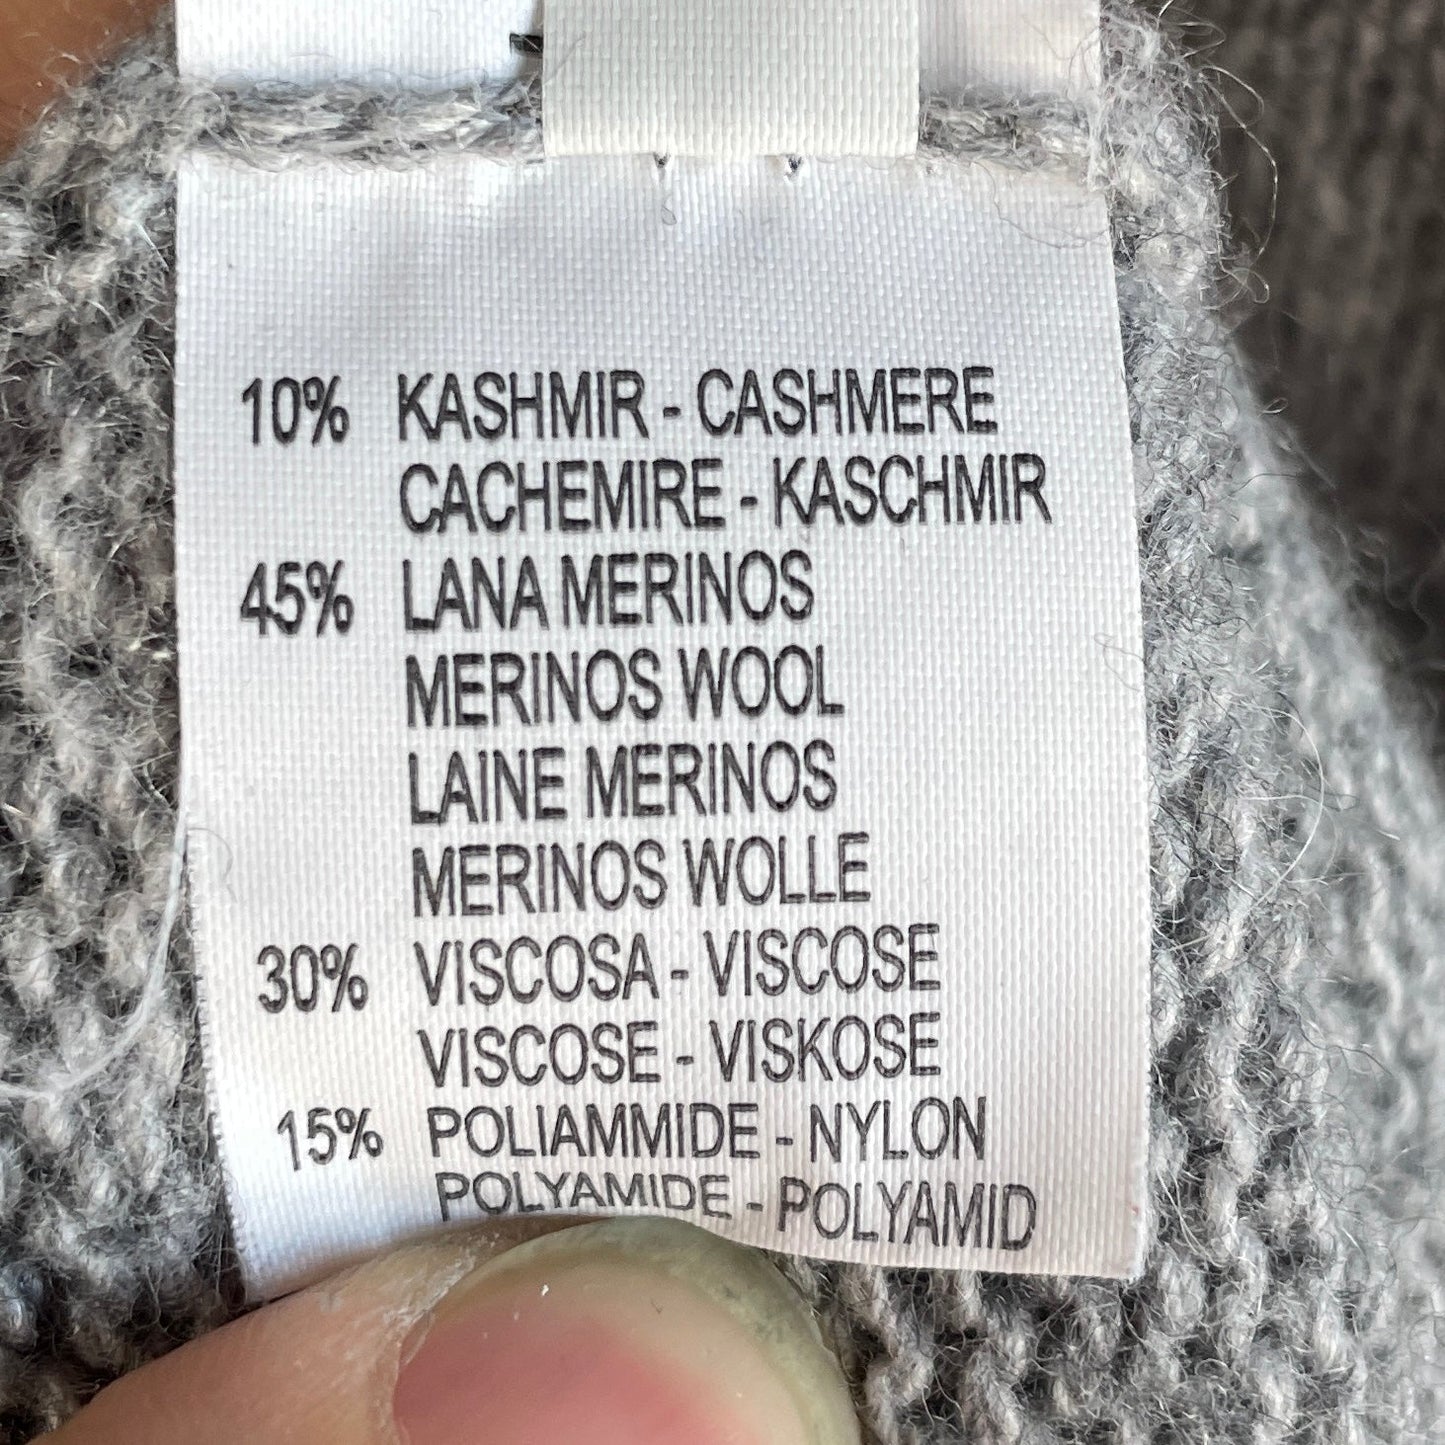 10% KASHMIR - CASHMERE
CACHEMIRE - KASCHMIR
45% LANA MERINOS
MERINOS WOOL
LAINE MERINOS
MERINOS WOLLE
30% VISCOSA - VISCOSE
VISCOSE - VISKOSE
15% POLIAMMIDE - NYLON
POLYAMIDE - POLYAMID